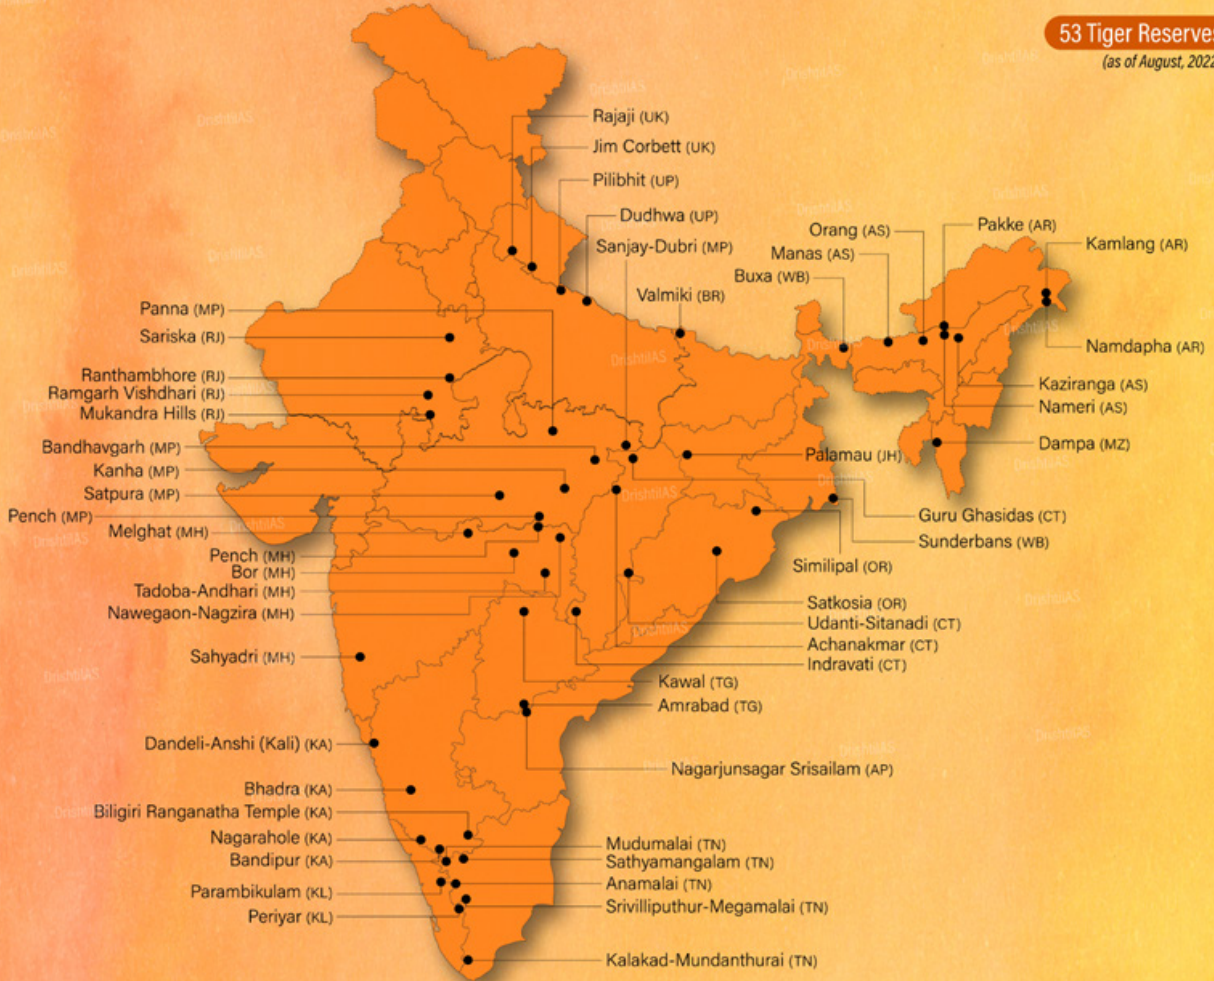 53 Tiger Reserves
(as of August, 2022
Rajaji (UK)
Jim Corbett (UK)
Pilibhit (UP)
Dudhwa (UP)
Sanjay-Dubri (MP)
Valmiki (BR)
Orang (AS)
Manas (AS)
Buxa (WB)
Pakke (AR)
Kamlang (AR)
Namdapha (AR)
Kaziranga (AS)
Nameri (AS)
Dampa (MZ)
Panna (MP)
Sariska (RJ)
Ranthambhore (RJ)
Ramgarh Vishdhari (RJ)
Mukandra Hills (RJ)
Bandhavgarh (MP)
Kanha (MP)
Satpura (MP)
Pench (MP)
Melghat (MH)
Pench (MH)
Bor (MH)
Tadoba-Andhari (MH)
Nawegaon-Nagzira (MH)
Sahyadri (MH)
Dandeli-Anshi (Kali) (KA)
Bhadra (KA)
Biligiri Ranganatha Temple (KA)
Nagarahole (KA)
Bandipur (KA)
Parambikulam (KL)
Periyar (KL)
Palamau (JH)
Guru Ghasidas (CT)
Sunderbans (WB)
Similipal (OR)
Satkosia (OR)
Udanti-Sitanadi (CT)
Achanakmar (CT)
Indravati (CT)
Kawal (TG)
Amrabad (TG)
Nagarjunsagar Srisailam (AP)
Mudumalai (TN)
Sathyamangalam (TN)
Anamalai (TN)
Srivilliputhur-Megamalai (TN)
Kalakad-Mundanthurai (TN)
DrishtiIAS